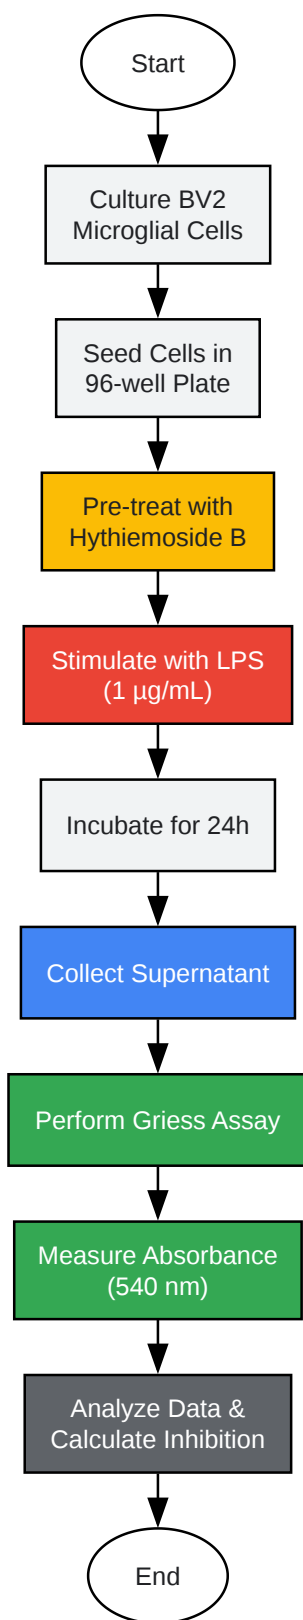 Start
Culture BV2
Microglial Cells
Seed Cells in
96-well Plate
Pre-treat with
Hythiemoside B
Stimulate with LPS
(1 µg/mL)
Incubate for 24h
Collect Supernatant
Perform Griess Assay
Measure Absorbance
(540 nm)
Analyze Data &
Calculate Inhibition
End